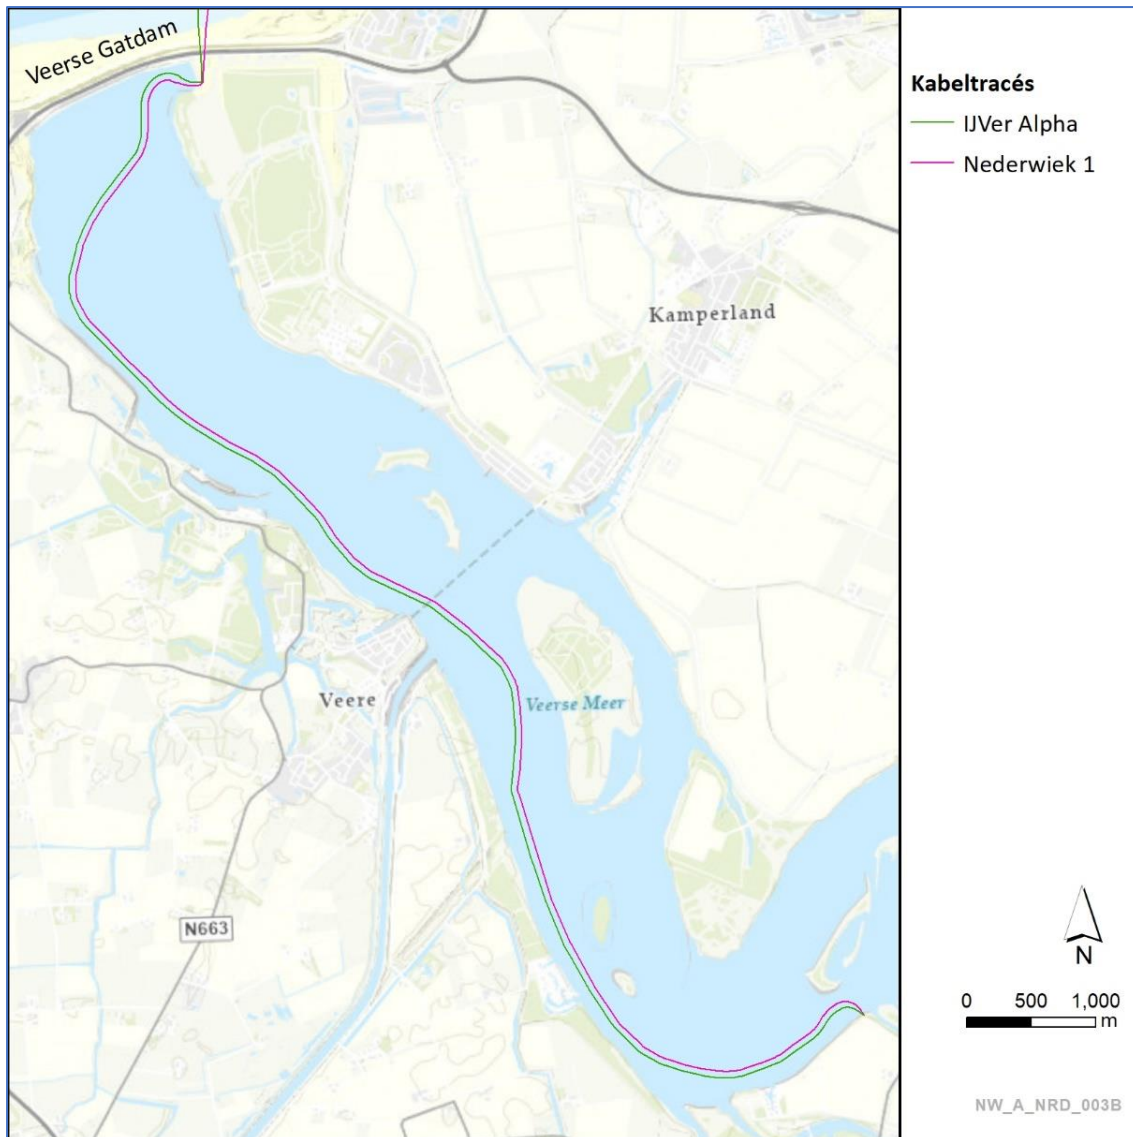 Veerse Gatdam
Kabeltracés
IJVer Alpha
Nederwiek 1
Kamperland
Veere
Veerse Meer
N663
N
0 500 1,000
m
NW_A_NRD_003B